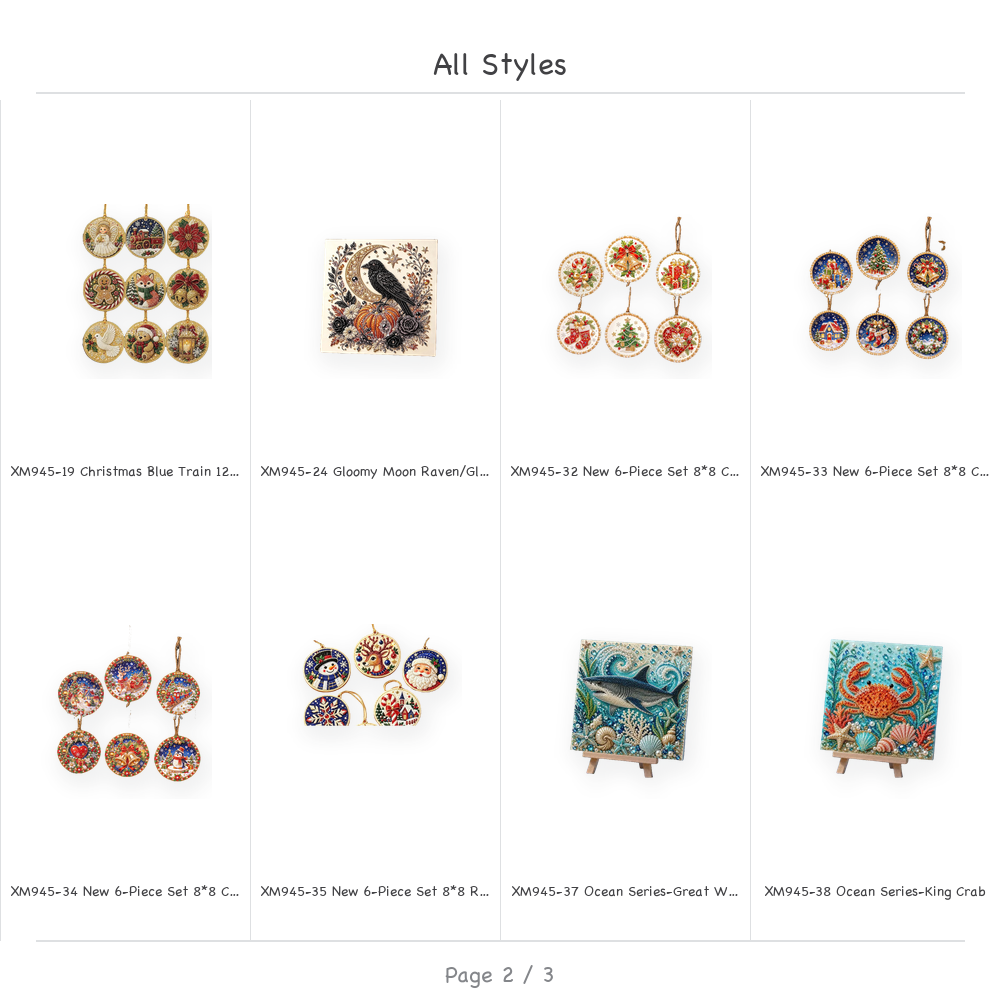 All Styles
XM945-19 Christmas Blue Train 12...
XM945-24 Gloomy Moon Raven/Gl...
XM945-32 New 6-Piece Set 8*8 C...
XM945-33 New 6-Piece Set 8*8 C...
XM945-34 New 6-Piece Set 8*8 C...
XM945-35 New 6-Piece Set 8*8 R...
XM945-37 Ocean Series-Great W...
XM945-38 Ocean Series-King Crab
Page 2 / 3